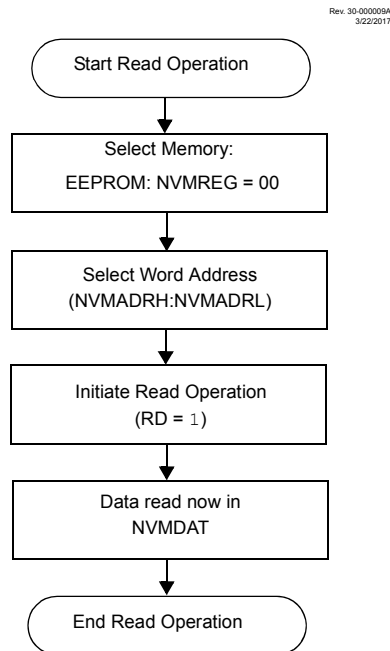 Rev. 30-000009A
3/22/2017
Start Read Operation
Select Memory:
EEPROM: NVMREG = 00
Select Word Address
(NVMADRH:NVMADRL)
Initiate Read Operation
(RD = 1)
Data read now in
NVMDAT
End Read Operation